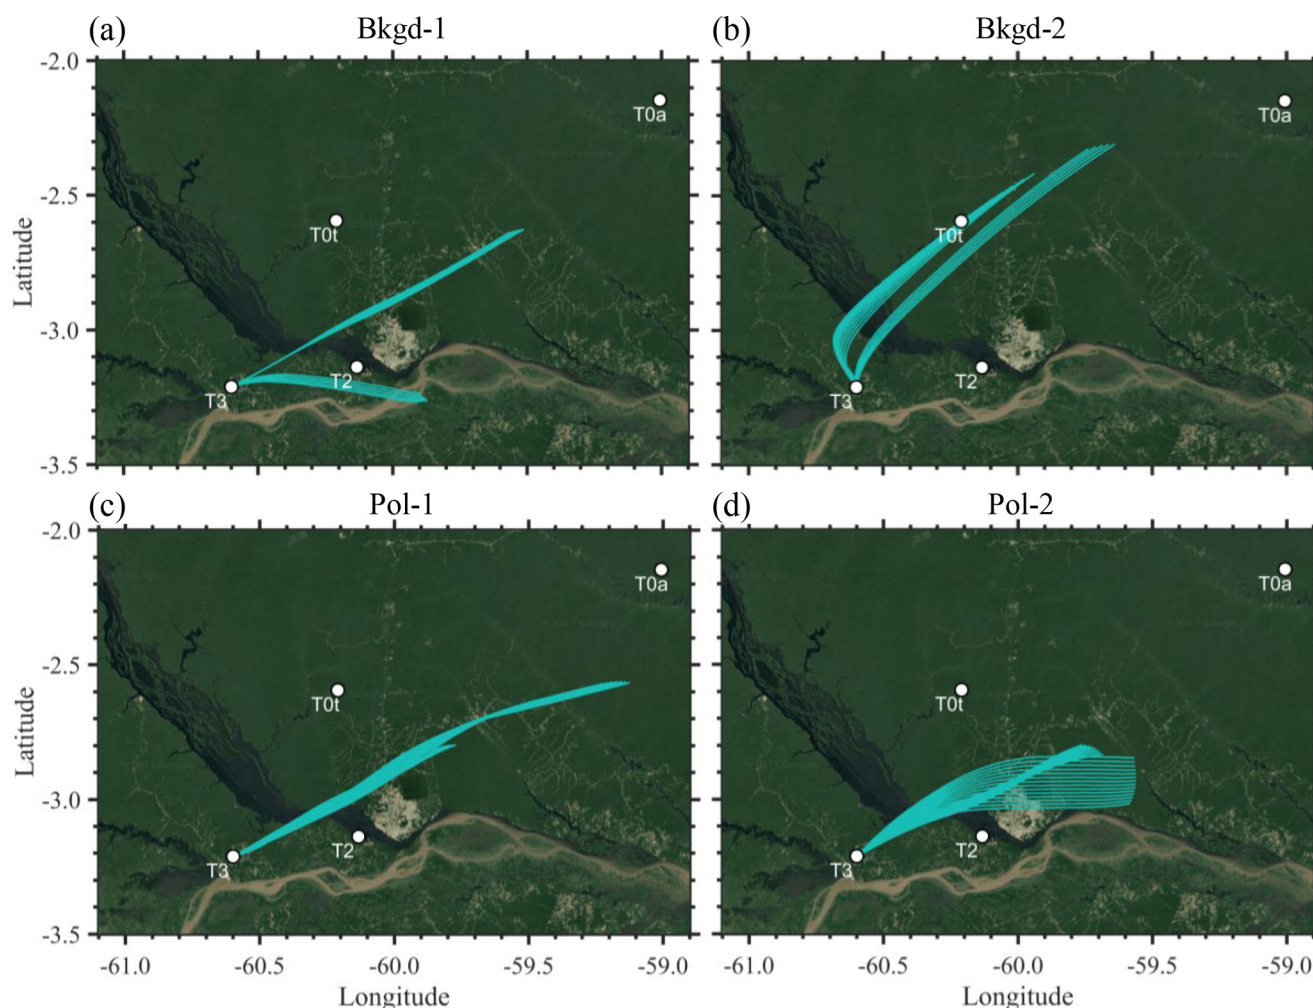 (a) Bkgd-1
(b) Bkgd-2
-2.0
-2.5
-3.0
-3.5
Latitude
T0a
T0t
T2
T3
T0a
T0t
T2
T3
(c) Pol-1
(d) Pol-2
-2.0
-2.5
-3.0
-3.5
Latitude
T0a
T0t
T2
T3
T0a
T0t
T2
T3
-61.0 -60.5 -60.0 -59.5 -59.0
-61.0 -60.5 -60.0 -59.5 -59.0
Longitude
Longitude